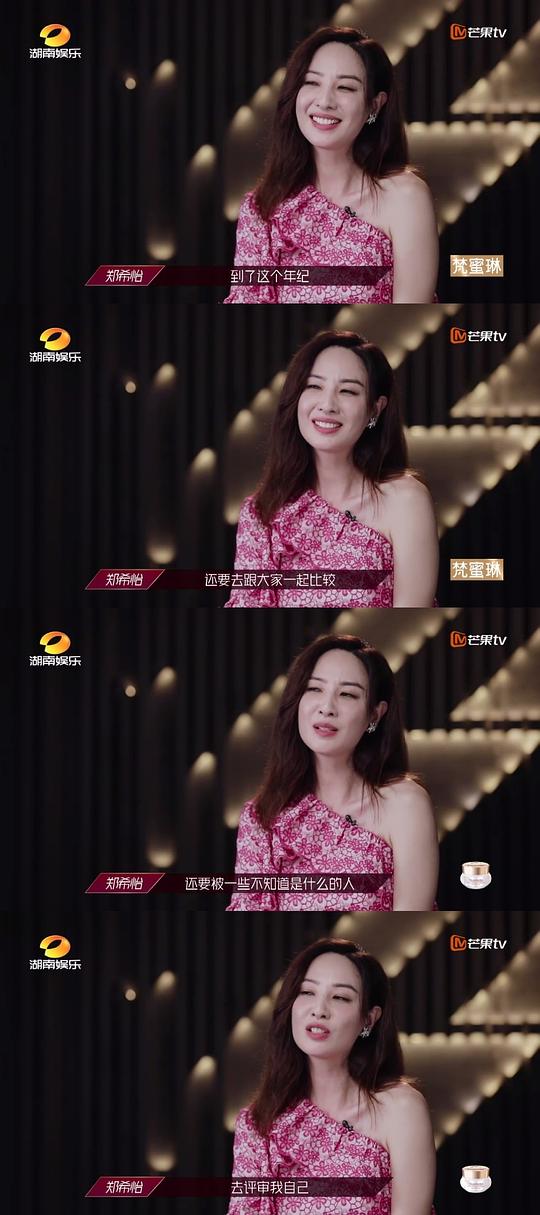 湖南娱乐
芒果tv
梵蜜琳
郑希怡
到了这个年纪
湖南娱乐
芒果tv
梵蜜琳
郑希怡
还要去跟大家一起比较
湖南娱乐
芒果tv
郑希怡
还要被一些不知道是什么的人
湖南娱乐
芒果tv
郑希怡
去评审我自己